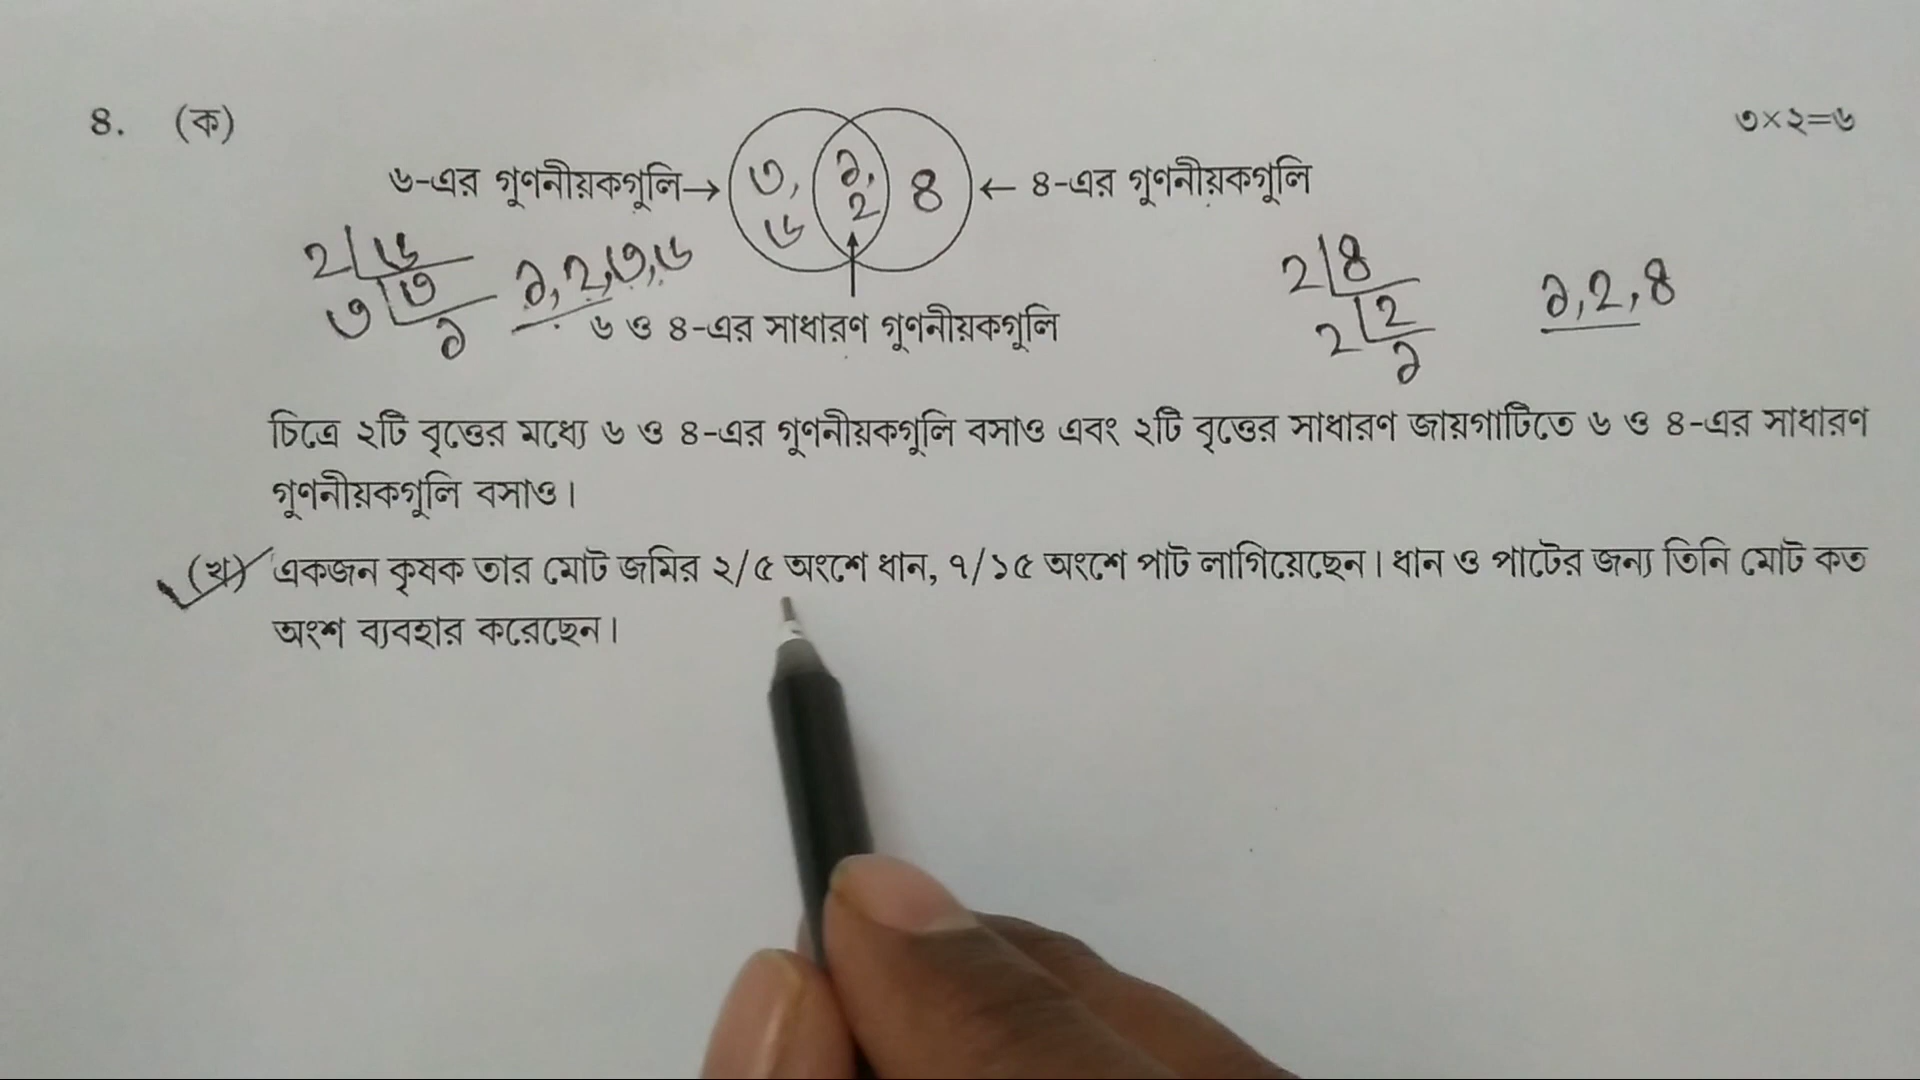 ৪. (ক) ৩×২=৬
৬-এর গুণনীয়কগুলি→ ৩, ৬ ১, ২ ৪ ← ৪-এর গুণনীয়কগুলি
২ ৬
৩ ৩
১
১, ২, ৩, ৬
২ ৪
২ ২
১
১, ২, ৪
৬ ও ৪-এর সাধারণ গুণনীয়কগুলি
চিত্রে ২টি বৃত্তের মধ্যে ৬ ও ৪-এর গুণনীয়কগুলি বসাও এবং ২টি বৃত্তের সাধারণ জায়গাটিতে ৬ ও ৪-এর সাধারণ
গুণনীয়কগুলি বসাও।
(খ) একজন কৃষক তার মোট জমির ২/৫ অংশে ধান, ৭/১৫ অংশে পাট লাগিয়েছেন। ধান ও পাটের জন্য তিনি মোট কত
অংশ ব্যবহার করেছেন।